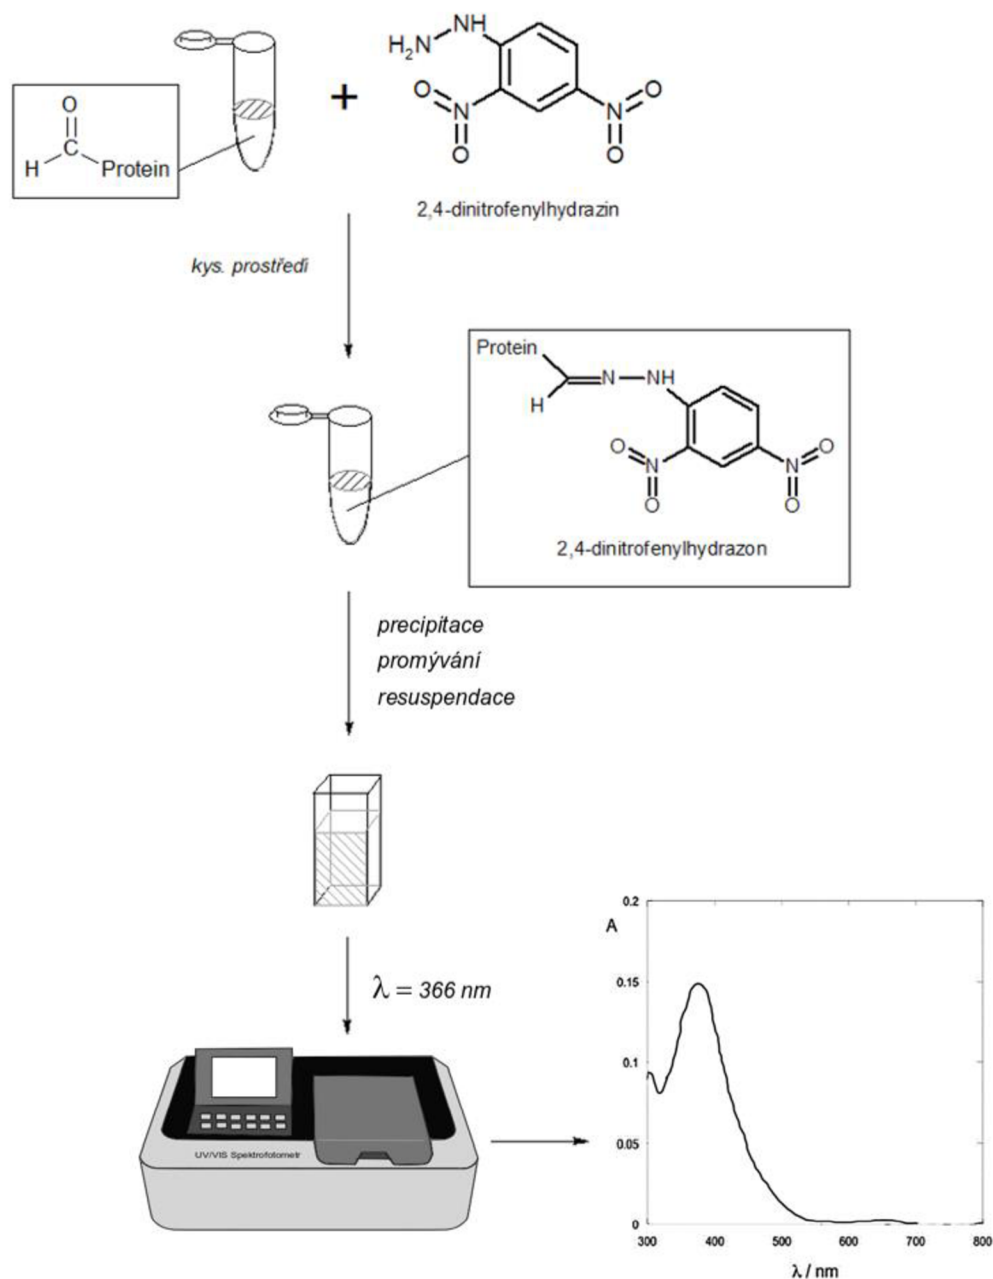 O
H C Protein
+
H2N NH
O N O
N O
O
2,4-dinitrofenylhydrazin
kys. prostředí
Protein
H N NH
O N O
N O
O
2,4-dinitrofenylhydrazon
precipitace
promývání
resuspendace
λ = 366 nm
UV/VIS Spektrofotometr
A
0.2
0.15
0.1
0.05
0
300 400 500 600 700 800
λ / nm